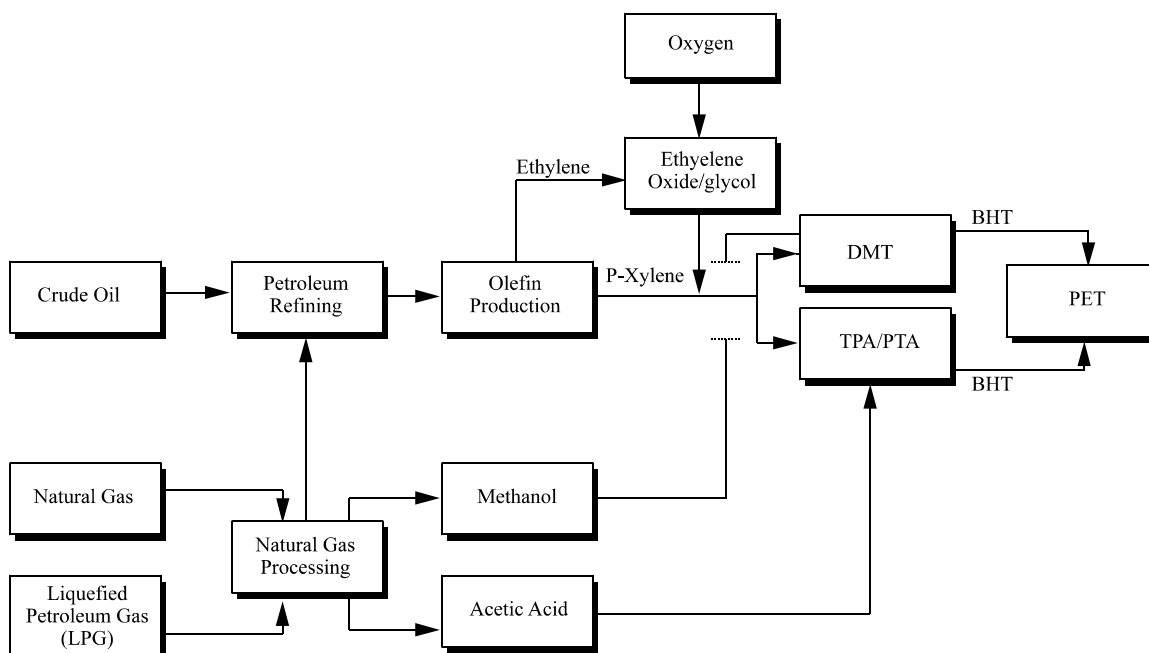 Oxygen
Ethyelene
Oxide/glycol
Ethylene
DMT
BHT
Crude Oil
Petroleum
Refining
Olefin
Production
P-Xylene
PET
TPA/PTA
BHT
Natural Gas
Methanol
Natural Gas
Processing
Liquefied
Petroleum Gas
(LPG)
Acetic Acid